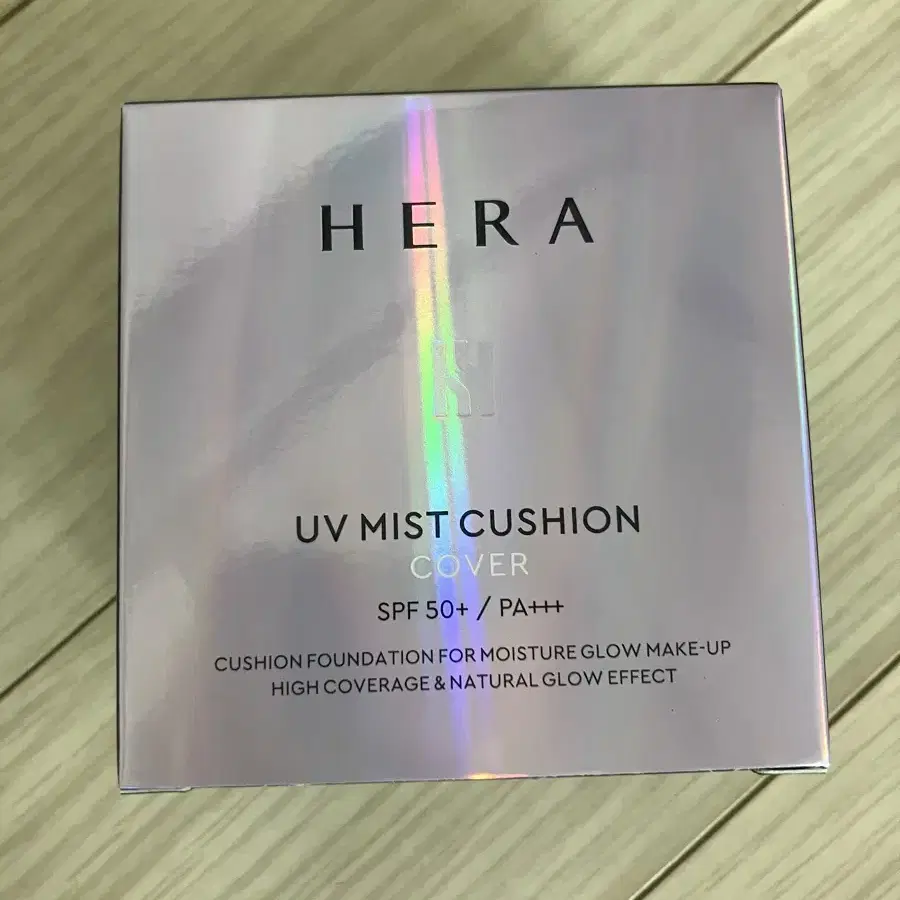 HERA
UV MIST CUSHION
COVER
SPF 50+ / PA+++
CUSHION FOUNDATION FOR MOISTURE GLOW MAKE-UP
HIGH COVERAGE & NATURAL GLOW EFFECT